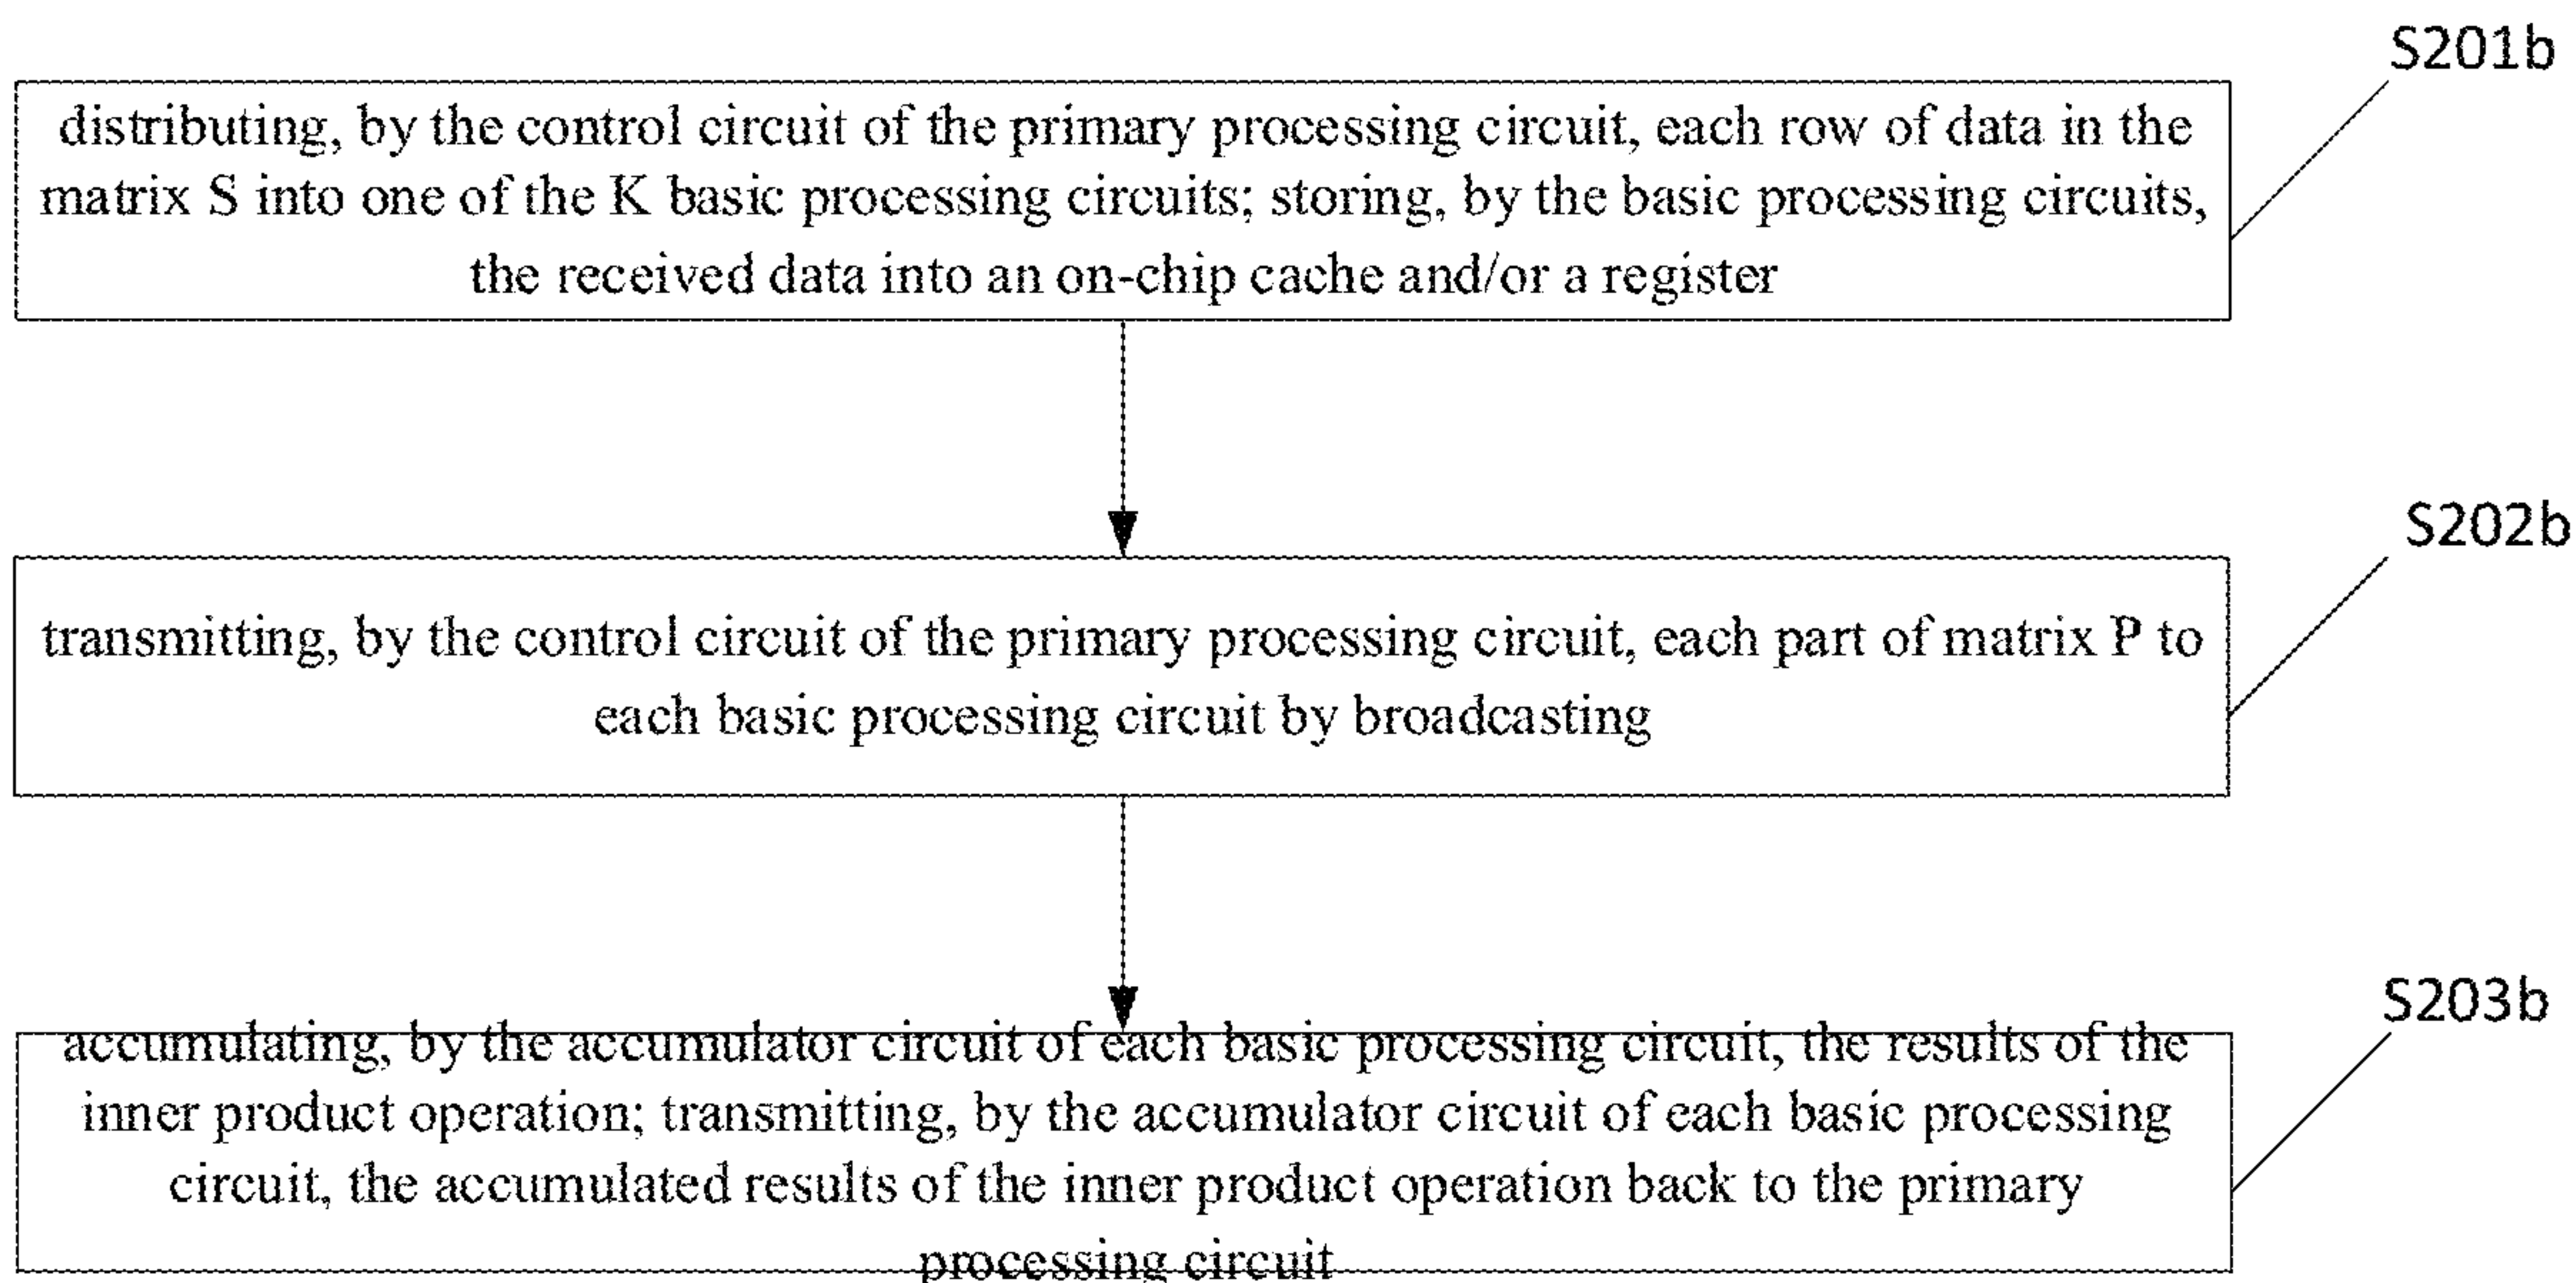 S201b
distributing, by the control circuit of the primary processing circuit, each row of data in the
matrix S into one of the K basic processing circuits; storing, by the basic processing circuits,
the received data into an on-chip cache and/or a register
S202b
transmitting, by the control circuit of the primary processing circuit, each part of matrix P to
each basic processing circuit by broadcasting
S203b
accumulating, by the accumulator circuit of each basic processing circuit, the results of the
inner product operation; transmitting, by the accumulator circuit of each basic processing
circuit, the accumulated results of the inner product operation back to the primary
processing circuit